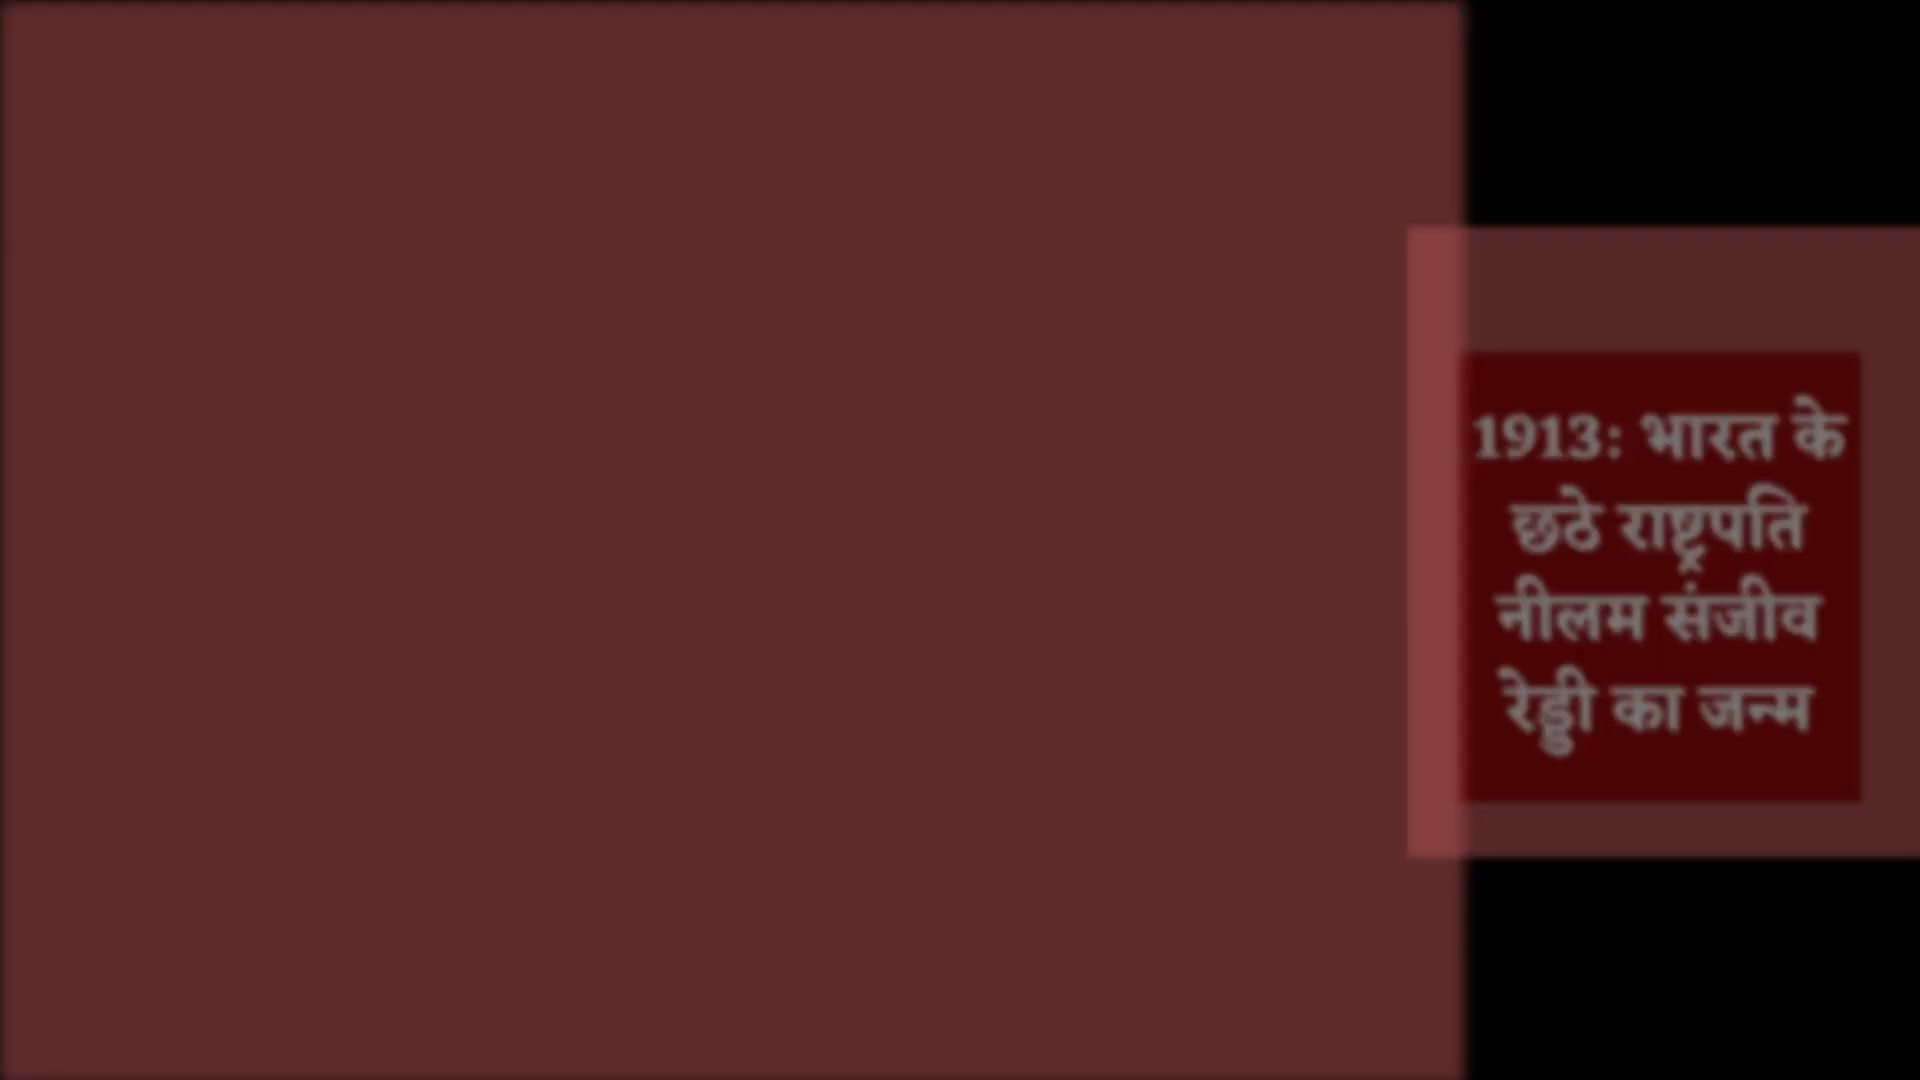 1913: भारत के
छठे राष्ट्रपति
नीलम संजीव
रेड्डी का जन्म